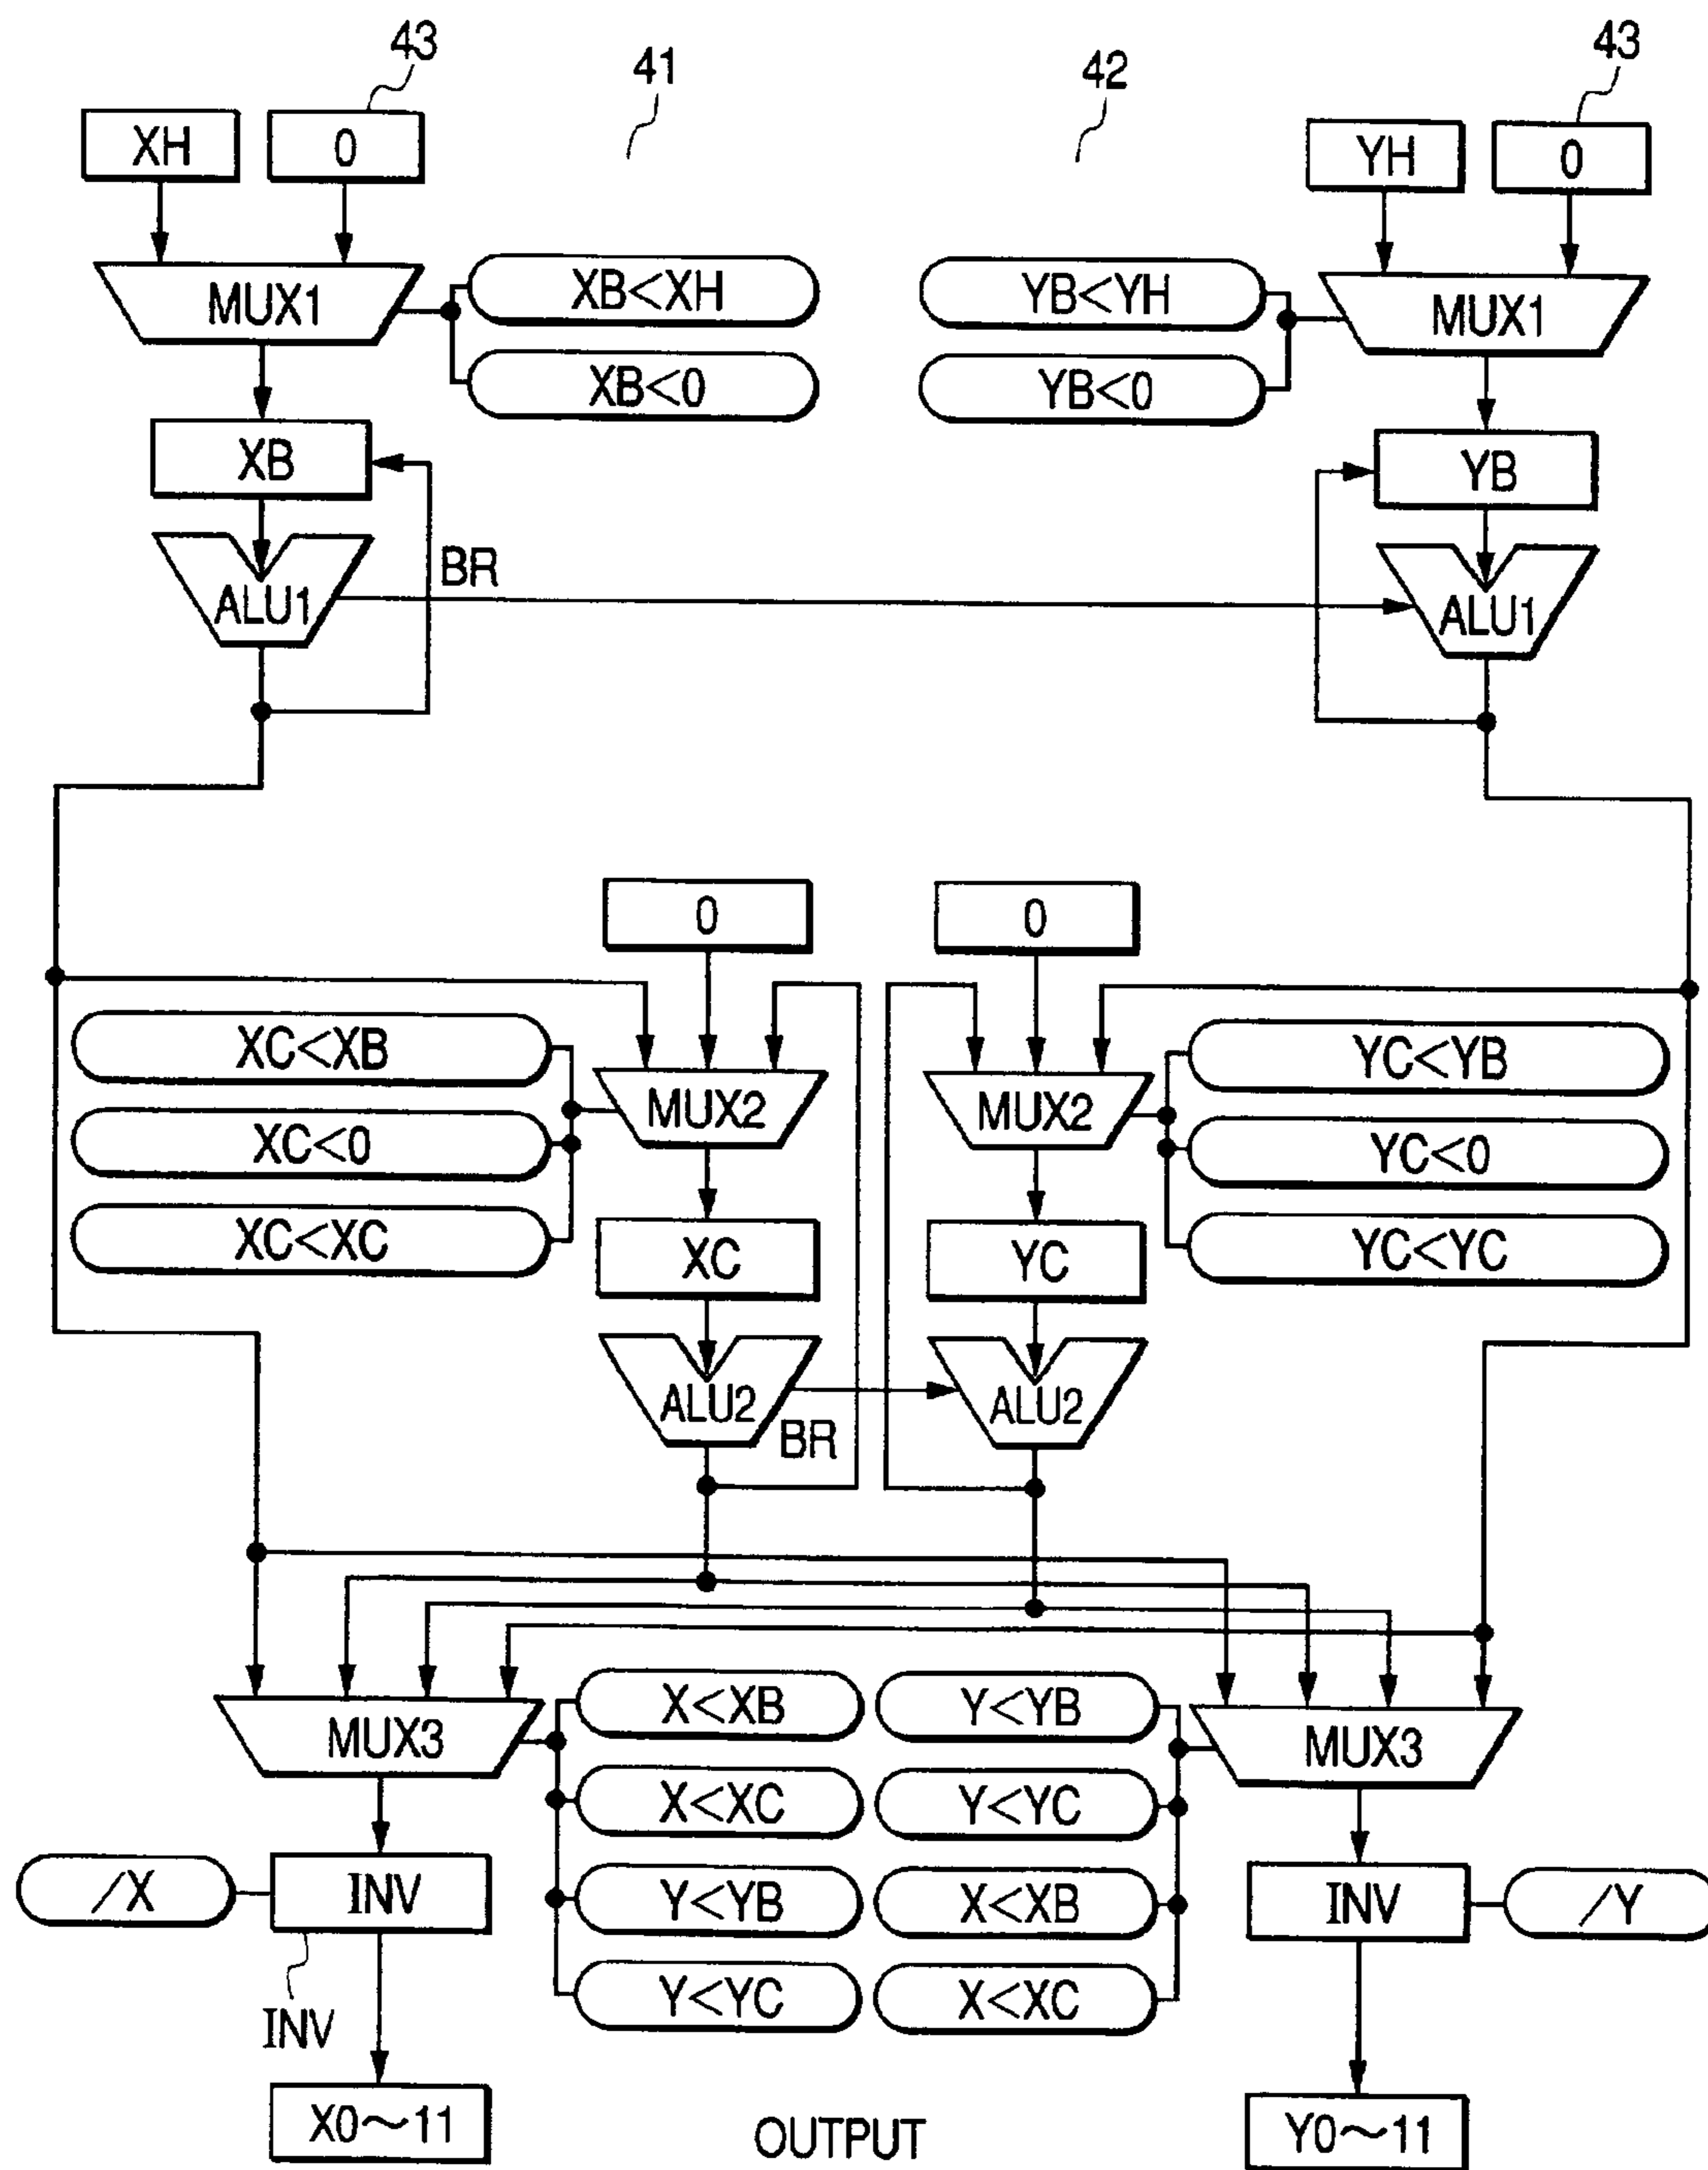 43
41
42
43
XH
0
YH
0
MUX1
XB<XH
YB<YH
MUX1
XB<0
YB<0
XB
YB
ALU1
BR
ALU1
0
0
XC<XB
MUX2
MUX2
YC<YB
XC<0
YC<0
XC<XC
XC
YC
YC<YC
ALU2
BR
ALU2
MUX3
X<XB
Y<YB
MUX3
X<XC
Y<YC
/X
INV
Y<YB
X<XB
INV
/Y
INV
Y<YC
X<XC
X0~11
OUTPUT
Y0~11